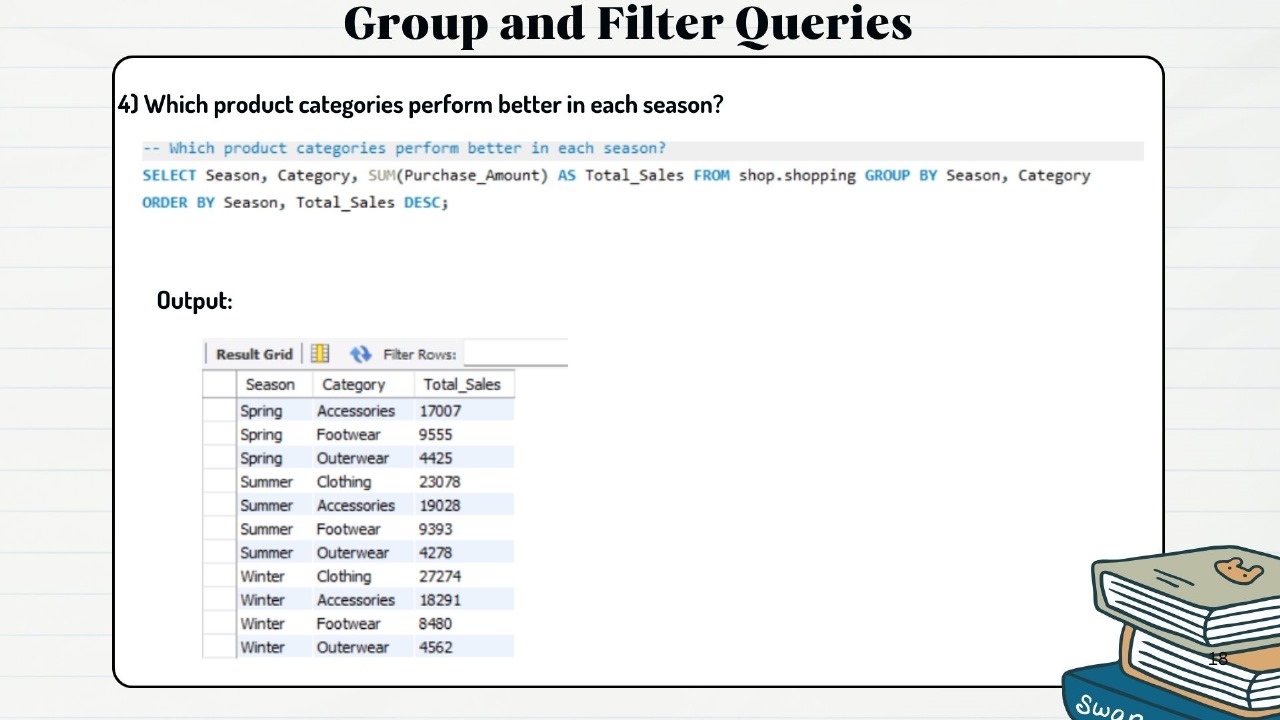 Group and Filter Queries
4) Which product categories perform better in each season?
-- Which product categories perform better in each season?
SELECT Season, Category, SUM(Purchase_Amount) AS Total_Sales FROM shop.shopping GROUP BY Season, Category
ORDER BY Season, Total_Sales DESC;
Output:
Result Grid Filter Rows:
Season Category Total_Sales
Spring Accessories 17007
Spring Footwear 9555
Spring Outerwear 4425
Summer Clothing 23078
Summer Accessories 19028
Summer Footwear 9393
Summer Outerwear 4278
Winter Clothing 27274
Winter Accessories 18291
Winter Footwear 8480
Winter Outerwear 4562
18